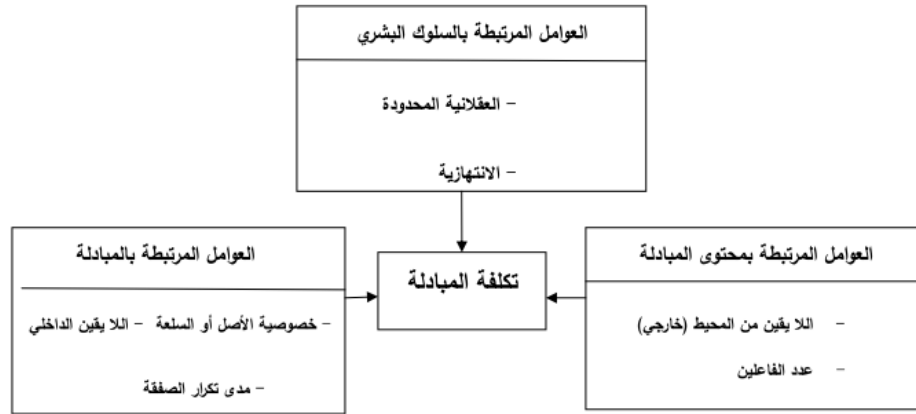 العوامل المرتبطة بالسلوك البشري
- العقلانية المحدودة
- الانتهازية
العوامل المرتبطة بمحتوى المبادلة
- اللا يقين من المحيط (خارجي)
- عدد الفاعلين
تكلفة المبادلة
العوامل المرتبطة بالمبادلة
- خصوصية الأصل أو السلعة - اللا يقين الداخلي
- مدى تكرار الصفقة